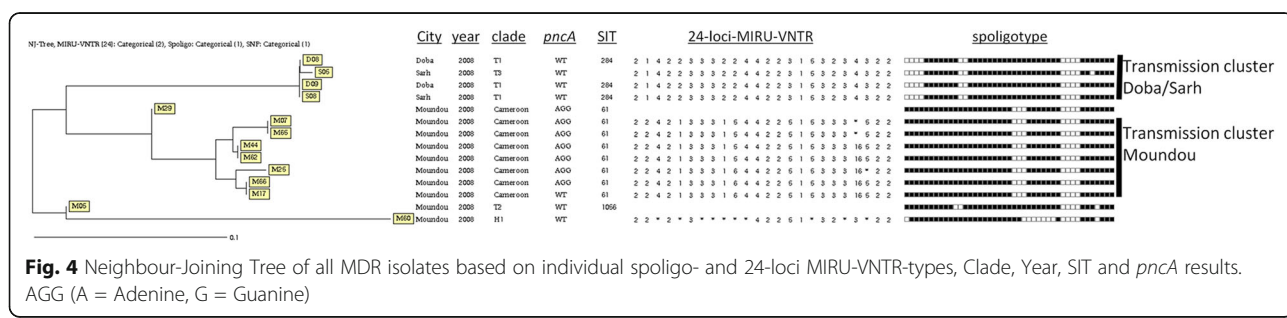 NJ-Tree, MIRU-VNTR (24): Categorical (2), Spoligo: Categorical (1), SNP: Categorical (1)
City year clade pncA SIT 24-loci-MIRU-VNTR spoligotype
D08 Doba 2008 T1 WT 284 2 1 4 2 2 3 3 3 2 2 4 4 2 2 3 1 5 3 2 3 4 3 2 2
S06 Sarh 2008 T3 WT 2 1 4 2 2 3 3 3 2 2 4 4 2 2 3 1 5 3 2 3 4 3 2 2
D09 Doba 2008 T1 WT 284 2 1 4 2 2 3 3 3 2 2 4 4 2 2 3 1 5 3 2 3 4 3 2 2
S08 Sarh 2008 T1 WT 284 2 1 4 2 2 3 3 3 2 2 4 4 2 2 3 1 5 3 2 3 4 3 2 2
Transmission cluster
Doba/Sarh
M29 Moundou 2008 Cameroon AGG 61
M07 Moundou 2008 Cameroon AGG 61 2 2 4 2 1 3 3 3 1 6 4 4 2 2 5 1 5 3 3 3 * 5 2 2
M65 Moundou 2008 Cameroon AGG 61 2 2 4 2 1 3 3 3 1 6 4 4 2 2 5 1 5 3 3 3 * 5 2 2
M44 Moundou 2008 Cameroon AGG 61 2 2 4 2 1 3 3 3 1 6 4 4 2 2 5 1 5 3 3 3 16 5 2 2
M62 Moundou 2008 Cameroon AGG 61 2 2 4 2 1 3 3 3 1 6 4 4 2 2 5 1 5 3 3 3 16 5 2 2
M25 Moundou 2008 Cameroon AGG 61 2 2 4 2 1 3 3 3 1 6 4 4 2 2 5 1 5 3 3 3 16 * 2 2
M66 Moundou 2008 Cameroon AGG 61 2 2 4 2 1 3 3 3 1 6 4 4 2 2 5 1 5 3 3 3 16 5 2 2
M17 Moundou 2008 Cameroon WT 61 2 2 4 2 1 3 3 3 1 6 4 4 2 2 5 1 5 3 3 3 16 5 2 2
Transmission cluster
Moundou
M05 Moundou 2008 T2 WT 1056
M60 Moundou 2008 H1 WT 2 2 * 2 * 3 * * * * * 4 2 2 5 1 * 3 2 * 3 * 2 2
0.1
Fig. 4 Neighbour-Joining Tree of all MDR isolates based on individual spoligo- and 24-loci MIRU-VNTR-types, Clade, Year, SIT and pncA results.
AGG (A = Adenine, G = Guanine)